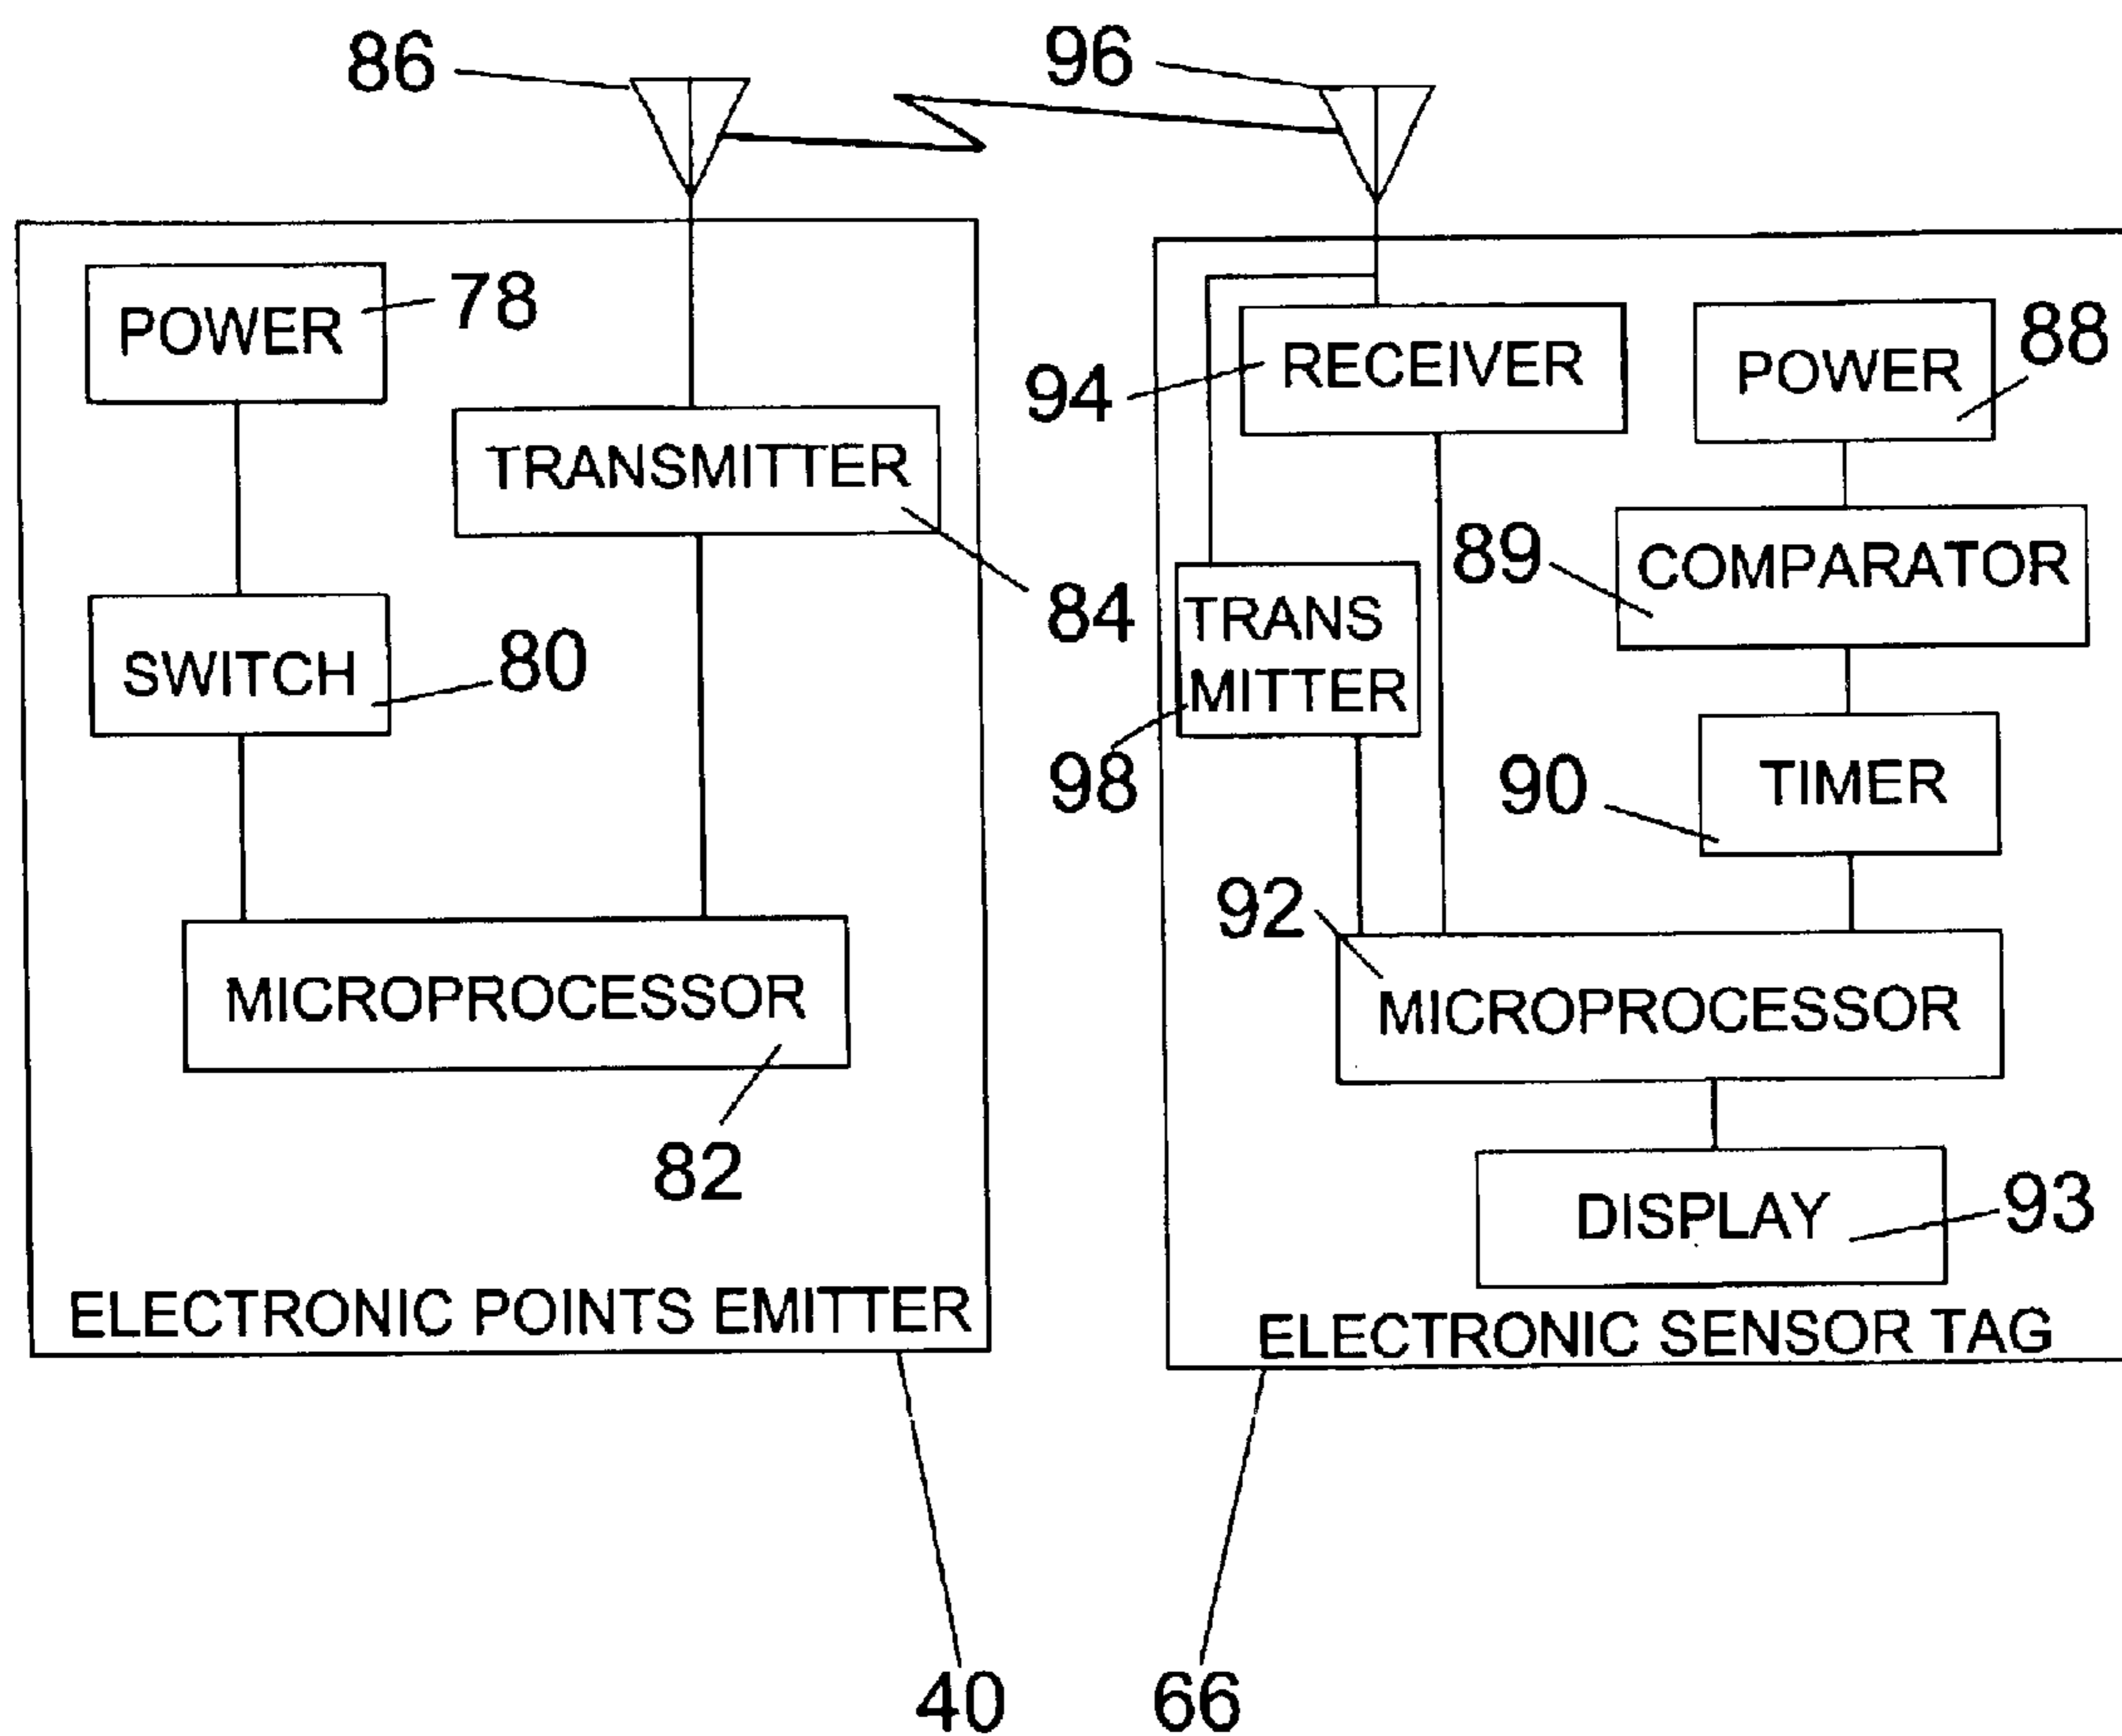 86
96
POWER
78
TRANSMITTER
84
SWITCH
80
MICROPROCESSOR
82
ELECTRONIC POINTS EMITTER
40
RECEIVER
94
POWER
88
COMPARATOR
89
TRANS
MITTER
98
TIMER
90
92
MICROPROCESSOR
DISPLAY
93
ELECTRONIC SENSOR TAG
66